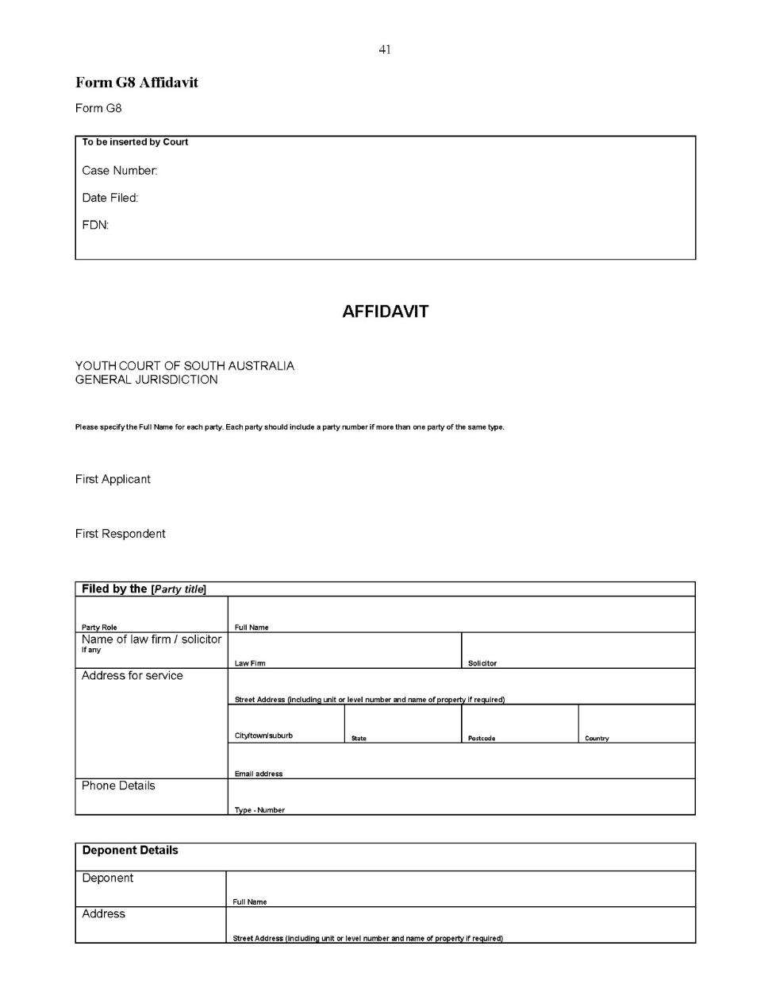 41
Form G8 Affidavit
Form G8
To be inserted by Court
Case Number:
Date Filed:
FDN:
AFFIDAVIT
YOUTH COURT OF SOUTH AUSTRALIA
GENERAL JURISDICTION
Please specify the Full Name for each party. Each party should include a party number if more than one party of the same type.
First Applicant
First Respondent
Filed by the [Party title]
Party Role
Full Name
Name of law firm / solicitor
If any
Law Firm
Solicitor
Address for service
Street Address (including unit or level number and name of property if required)
City/town/suburb
State
Postcode
Country
Email address
Phone Details
Type - Number
Deponent Details
Deponent
Full Name
Address
Street Address (including unit or level number and name of property if required)